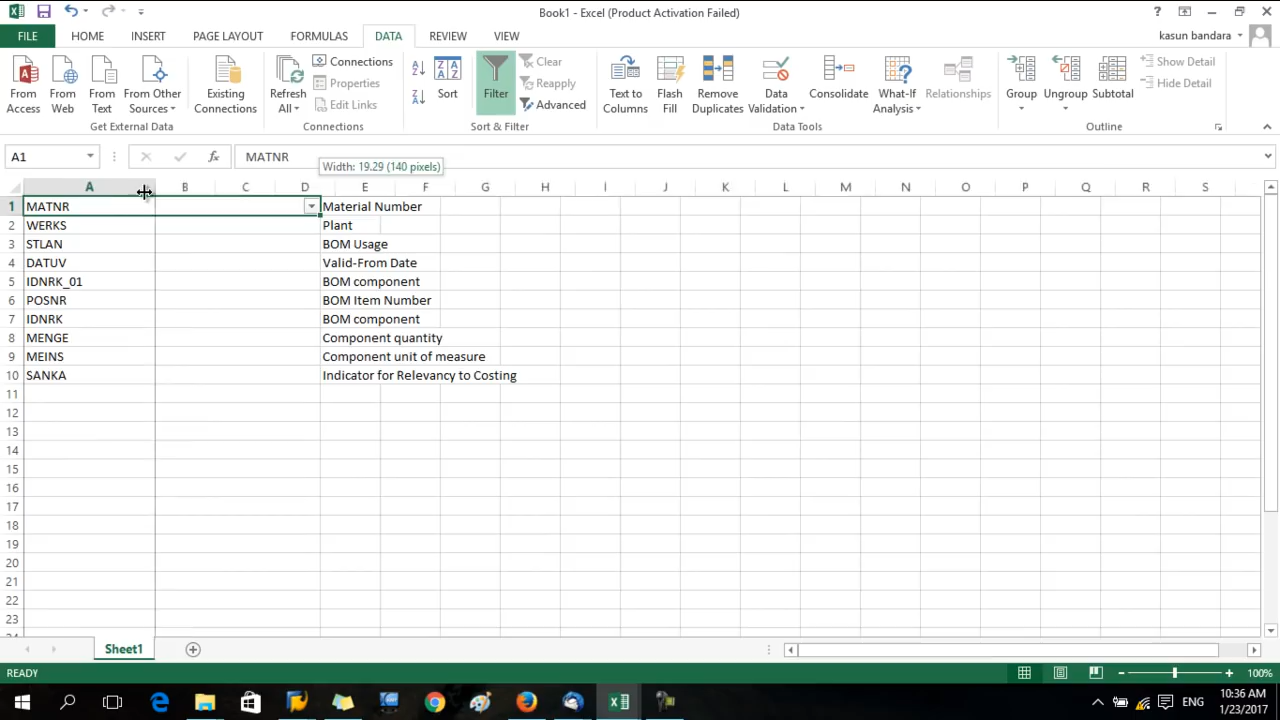 Book1 - Excel (Product Activation Failed)
?
FILE HOME INSERT PAGE LAYOUT FORMULAS DATA REVIEW VIEW kasun bandara
From Access
From Web
From Text
From Other Sources
Get External Data
Existing Connections
Refresh All
Connections
Properties
Edit Links
Connections
Sort
Filter
Clear
Reapply
Advanced
Sort & Filter
Text to Columns
Flash Fill
Remove Duplicates
Data Validation
Consolidate
What-If Analysis
Relationships
Data Tools
Group
Ungroup
Subtotal
Show Detail
Hide Detail
Outline
A1 fx MATNR
Width: 19.29 (140 pixels)
A B C D E F G H I J K L M N O P Q R S
1 MATNR Material Number
2 WERKS Plant
3 STLAN BOM Usage
4 DATUV Valid-From Date
5 IDNRK_01 BOM component
6 POSNR BOM Item Number
7 IDNRK BOM component
8 MENGE Component quantity
9 MEINS Component unit of measure
10 SANKA Indicator for Relevancy to Costing
11
12
13
14
15
16
17
18
19
20
21
22
23
Sheet1
READY 100%
ENG
10:36 AM
1/23/2017